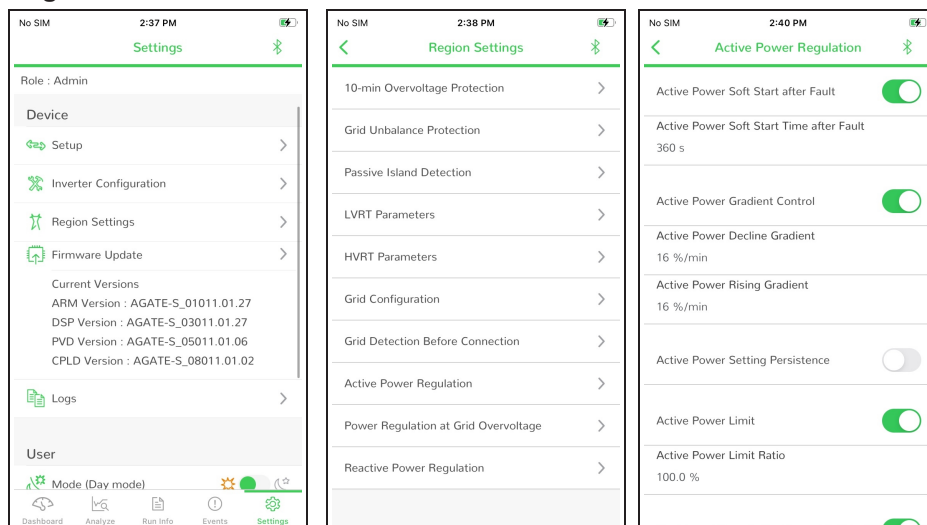 No SIM 2:37 PM
Settings
Role : Admin
Device
Setup
Inverter Configuration
Region Settings
Firmware Update
Current Versions
ARM Version : AGATE-S_01011.01.27
DSP Version : AGATE-S_03011.01.27
PVD Version : AGATE-S_05011.01.06
CPLD Version : AGATE-S_08011.01.02
Logs
User
Mode (Day mode)
Dashboard Analyze Run Info Events Settings
No SIM 2:38 PM
Region Settings
10-min Overvoltage Protection
Grid Unbalance Protection
Passive Island Detection
LVRT Parameters
HVRT Parameters
Grid Configuration
Grid Detection Before Connection
Active Power Regulation
Power Regulation at Grid Overvoltage
Reactive Power Regulation
No SIM 2:40 PM
Active Power Regulation
Active Power Soft Start after Fault
Active Power Soft Start Time after Fault
360 s
Active Power Gradient Control
Active Power Decline Gradient
16 %/min
Active Power Rising Gradient
16 %/min
Active Power Setting Persistence
Active Power Limit
Active Power Limit Ratio
100.0 %